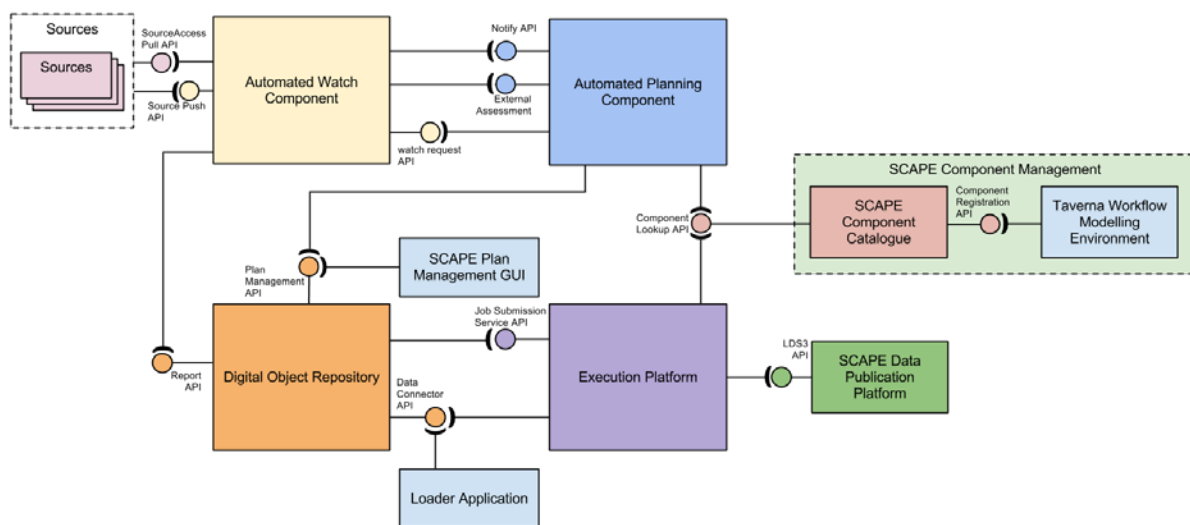 Sources
Sources
SourceAccess
Pull API
Source Push
API
Automated Watch
Component
Notify API
External
Assessment
watch request
API
Automated Planning
Component
SCAPE Component Management
SCAPE
Component
Catalogue
Component
Registration
API
Taverna Workflow
Modelling
Environment
Component
Lookup API
Plan
Management
API
SCAPE Plan
Management GUI
Report
API
Digital Object Repository
Job Submission
Service API
Data
Connector
API
Execution Platform
LDS3
API
SCAPE Data
Publication
Platform
Loader Application